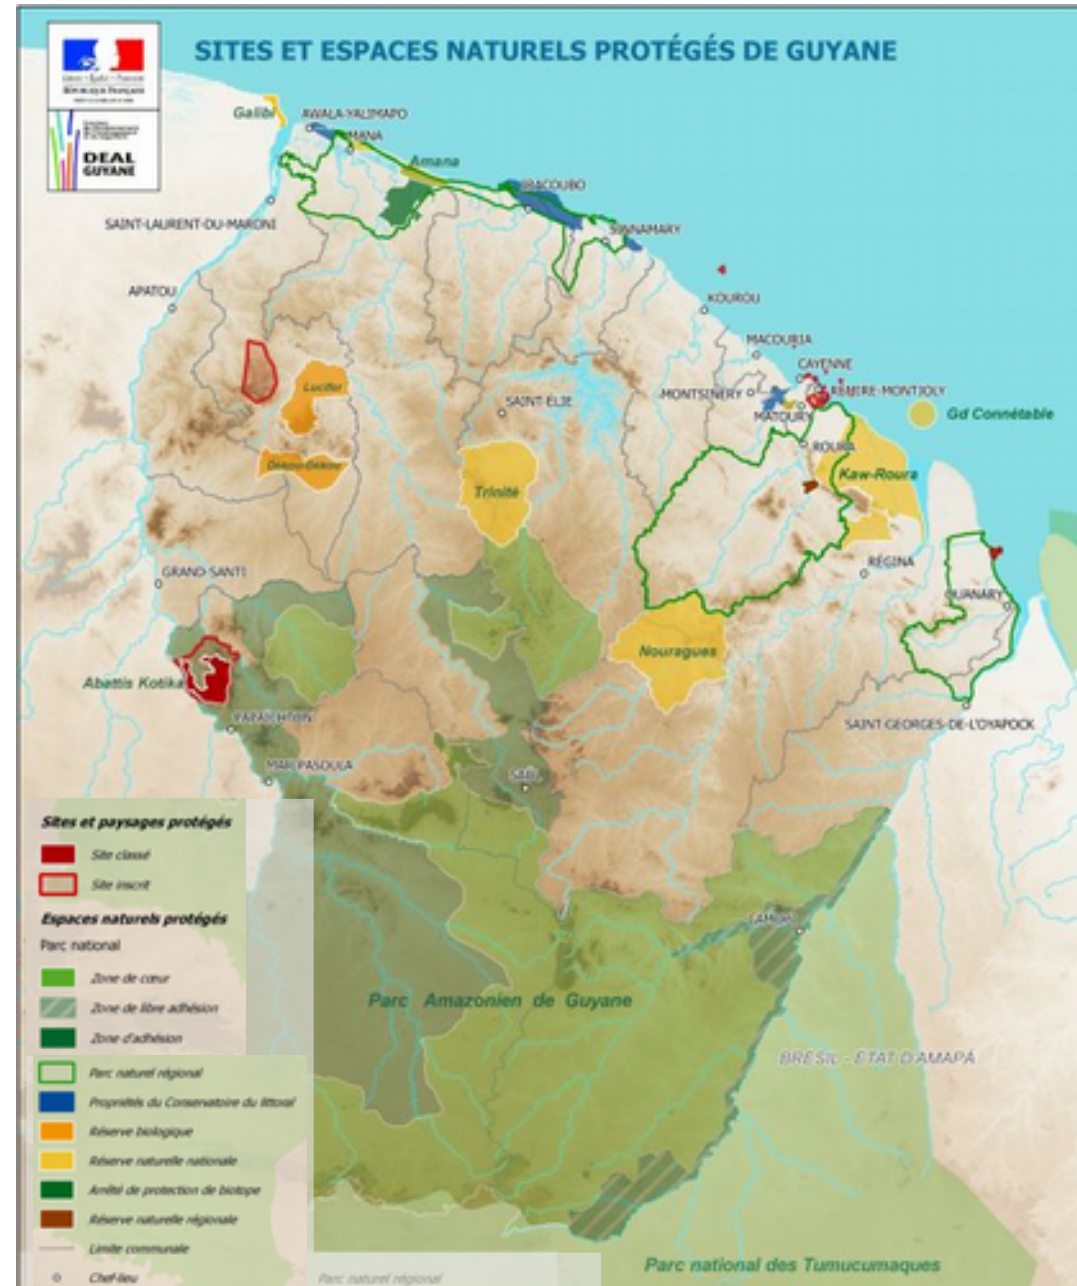 SITES ET ESPACES NATURELS PROTÉGÉS DE GUYANE
RÉPUBLIQUE FRANÇAISE
DEAL
GUYANE
Galibi
AWALA-YALIMAPO
MANA
Amana
IRACOUBO
SAINT-LAURENT-DU-MARONI
SINNAMARY
APATOU
KOUROU
MACOURIA
CAYENNE
Lucifer
MONTSINERY
REMIRE-MONTJOLY
SAINT-ÉLIE
MATOURY
Gd Connétable
ROURA
Dékou-Dékou
Kaw-Roura
Trinité
RÉGINA
GRAND-SANTI
OUANARY
Nouragues
Abattis Kotika
PAPAICHTON
SAINT-GEORGES-DE-L'OYAPOCK
MARIPASOULA
SAÜL
Sites et paysages protégés
Site classé
Site inscrit
Espaces naturels protégés
CAMOPI
Parc national
Zone de cœur
Parc Amazonien de Guyane
Zone de libre adhésion
Zone d'adhésion
BRÉSIL - ÉTAT D'AMAPÁ
Parc naturel régional
Propriétés du Conservatoire du littoral
Réserve biologique
Réserve naturelle nationale
Arrêté de protection de biotope
Réserve naturelle régionale
Limite communale
Parc national des Tumucumaques
Chef-lieu
Parc naturel régional